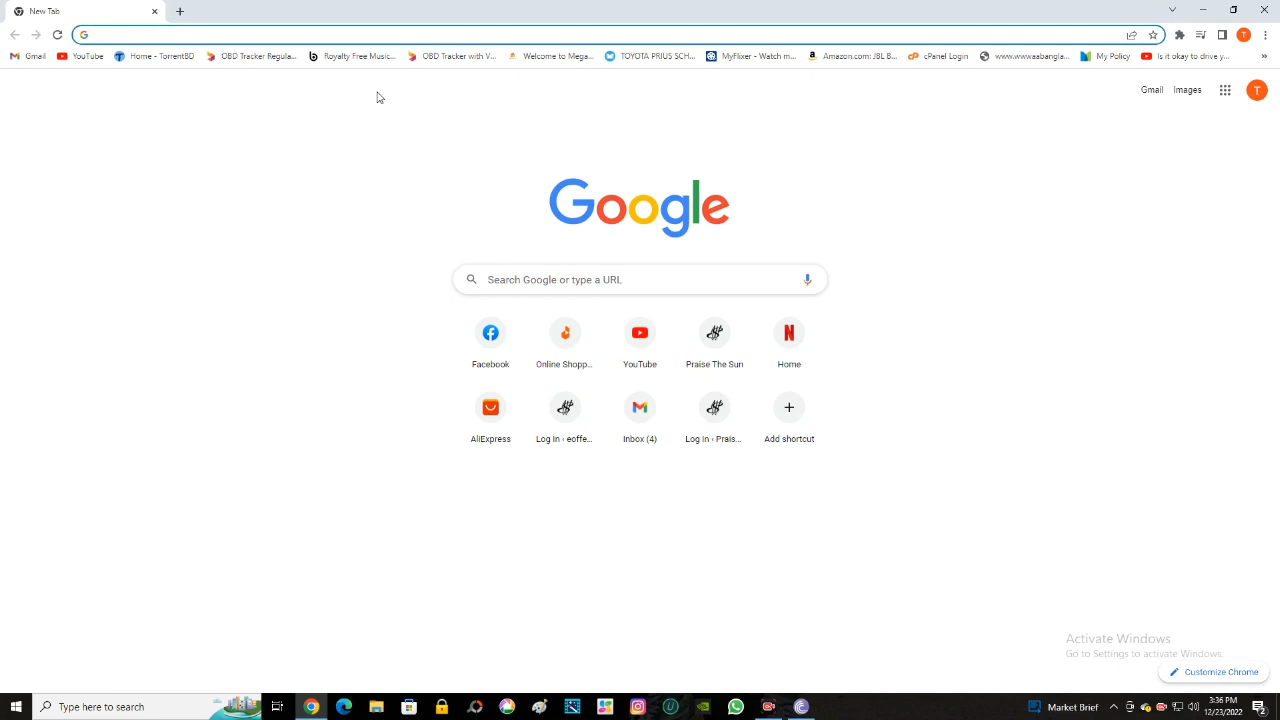 New Tab
Gmail YouTube Home - TorrentBD OBD Tracker Regula... Royalty Free Music... OBD Tracker with V... Welcome to Mega... TOYOTA PRIUS SCH... MyFlixer - Watch m... Amazon.com: JBL B... cPanel Login www.wwwaabangla... My Policy Is it okay to drive y... »
Gmail Images T
Google
Search Google or type a URL
Facebook Online Shopp... YouTube Praise The Sun Home
AliExpress Log In ‹ eoffe... Inbox (4) Log In ‹ Prais... Add shortcut
Activate Windows
Go to Settings to activate Windows.
Customize Chrome
Type here to search Market Brief 3:36 PM
12/23/2022 2